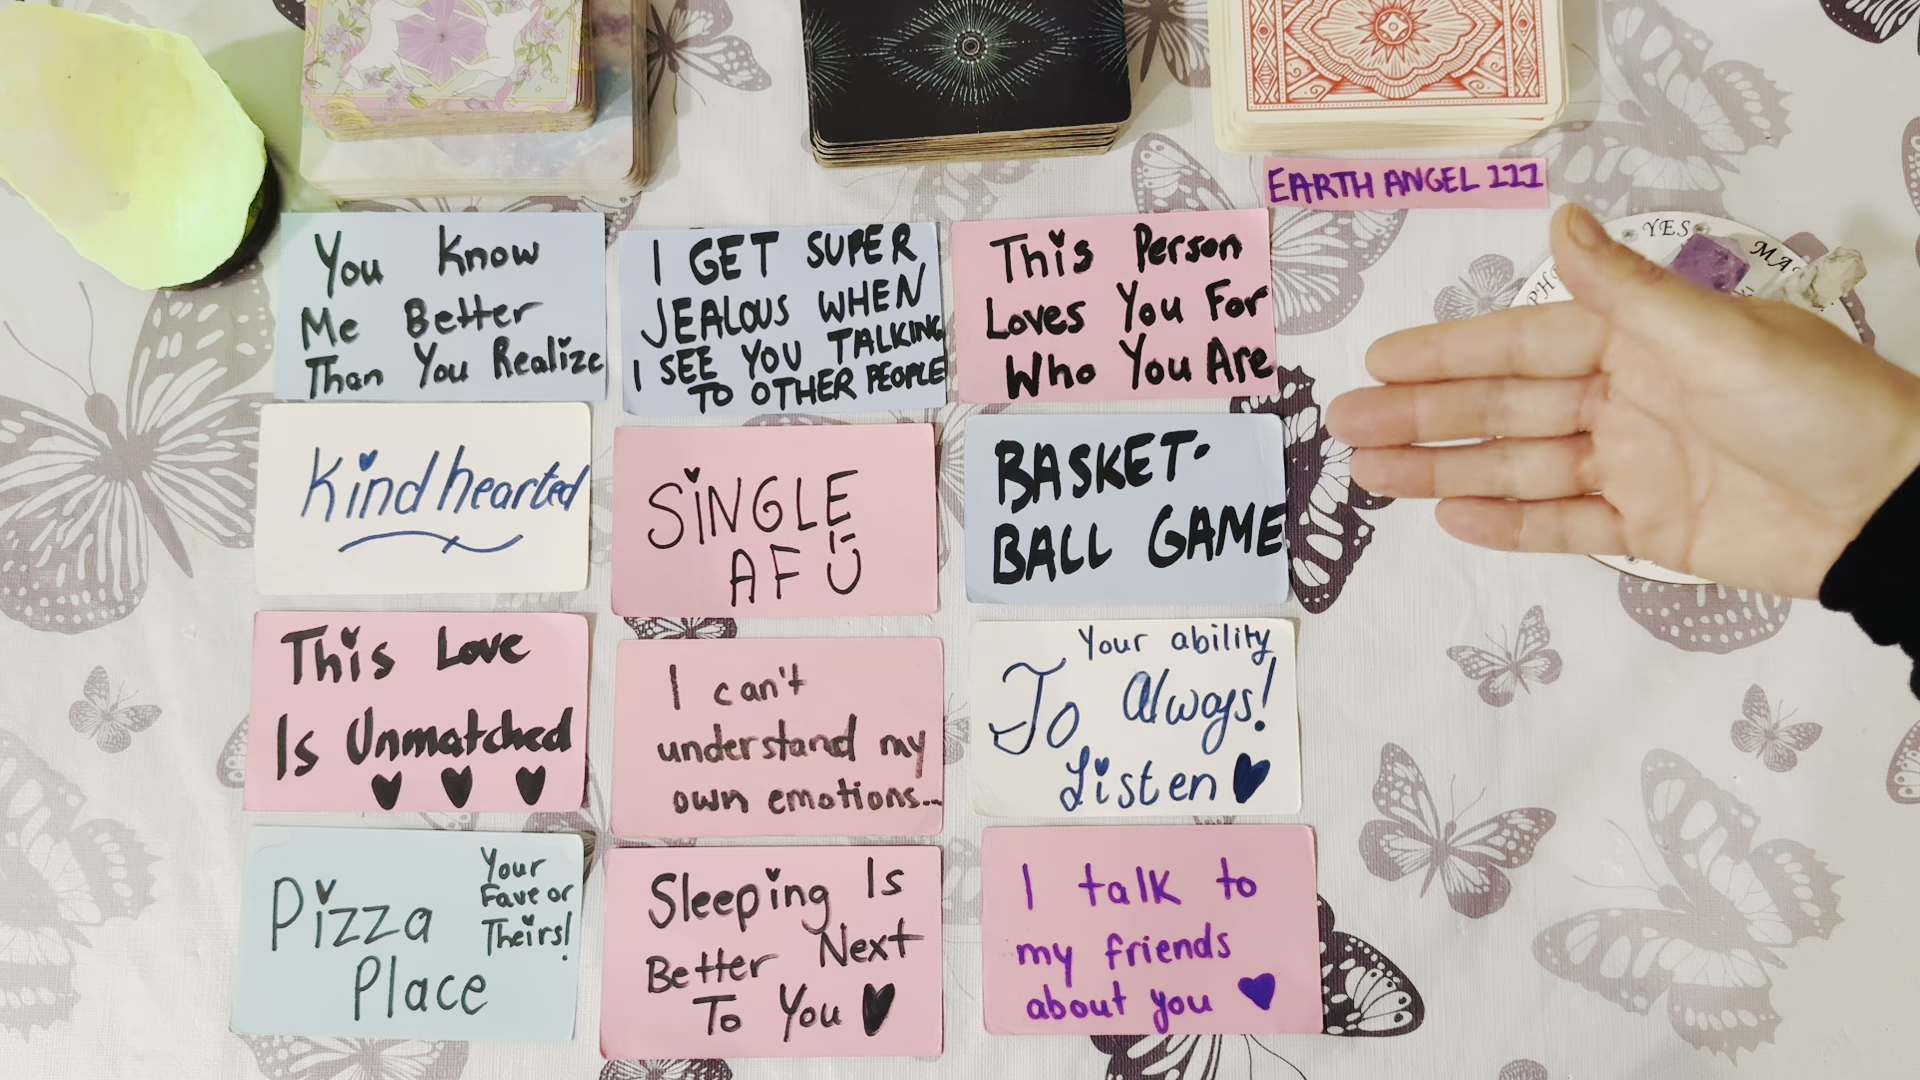 EARTH ANGEL 111
YES
MA
PHO
You Know
Me Better
Than You Realize
I GET SUPER
JEALOUS WHEN
I SEE YOU TALKING
TO OTHER PEOPLE
This Person
Loves You For
Who You Are
Kindhearted
SiNGLE
AF
BASKET-
BALL GAME
This Love
Is Unmatched
I can't
understand my
own emotions...
Your ability
To Always!
Listen
Pizza
Place
Your
Fave or
Theirs!
Sleeping Is
Better Next
To You
I talk to
my friends
about you